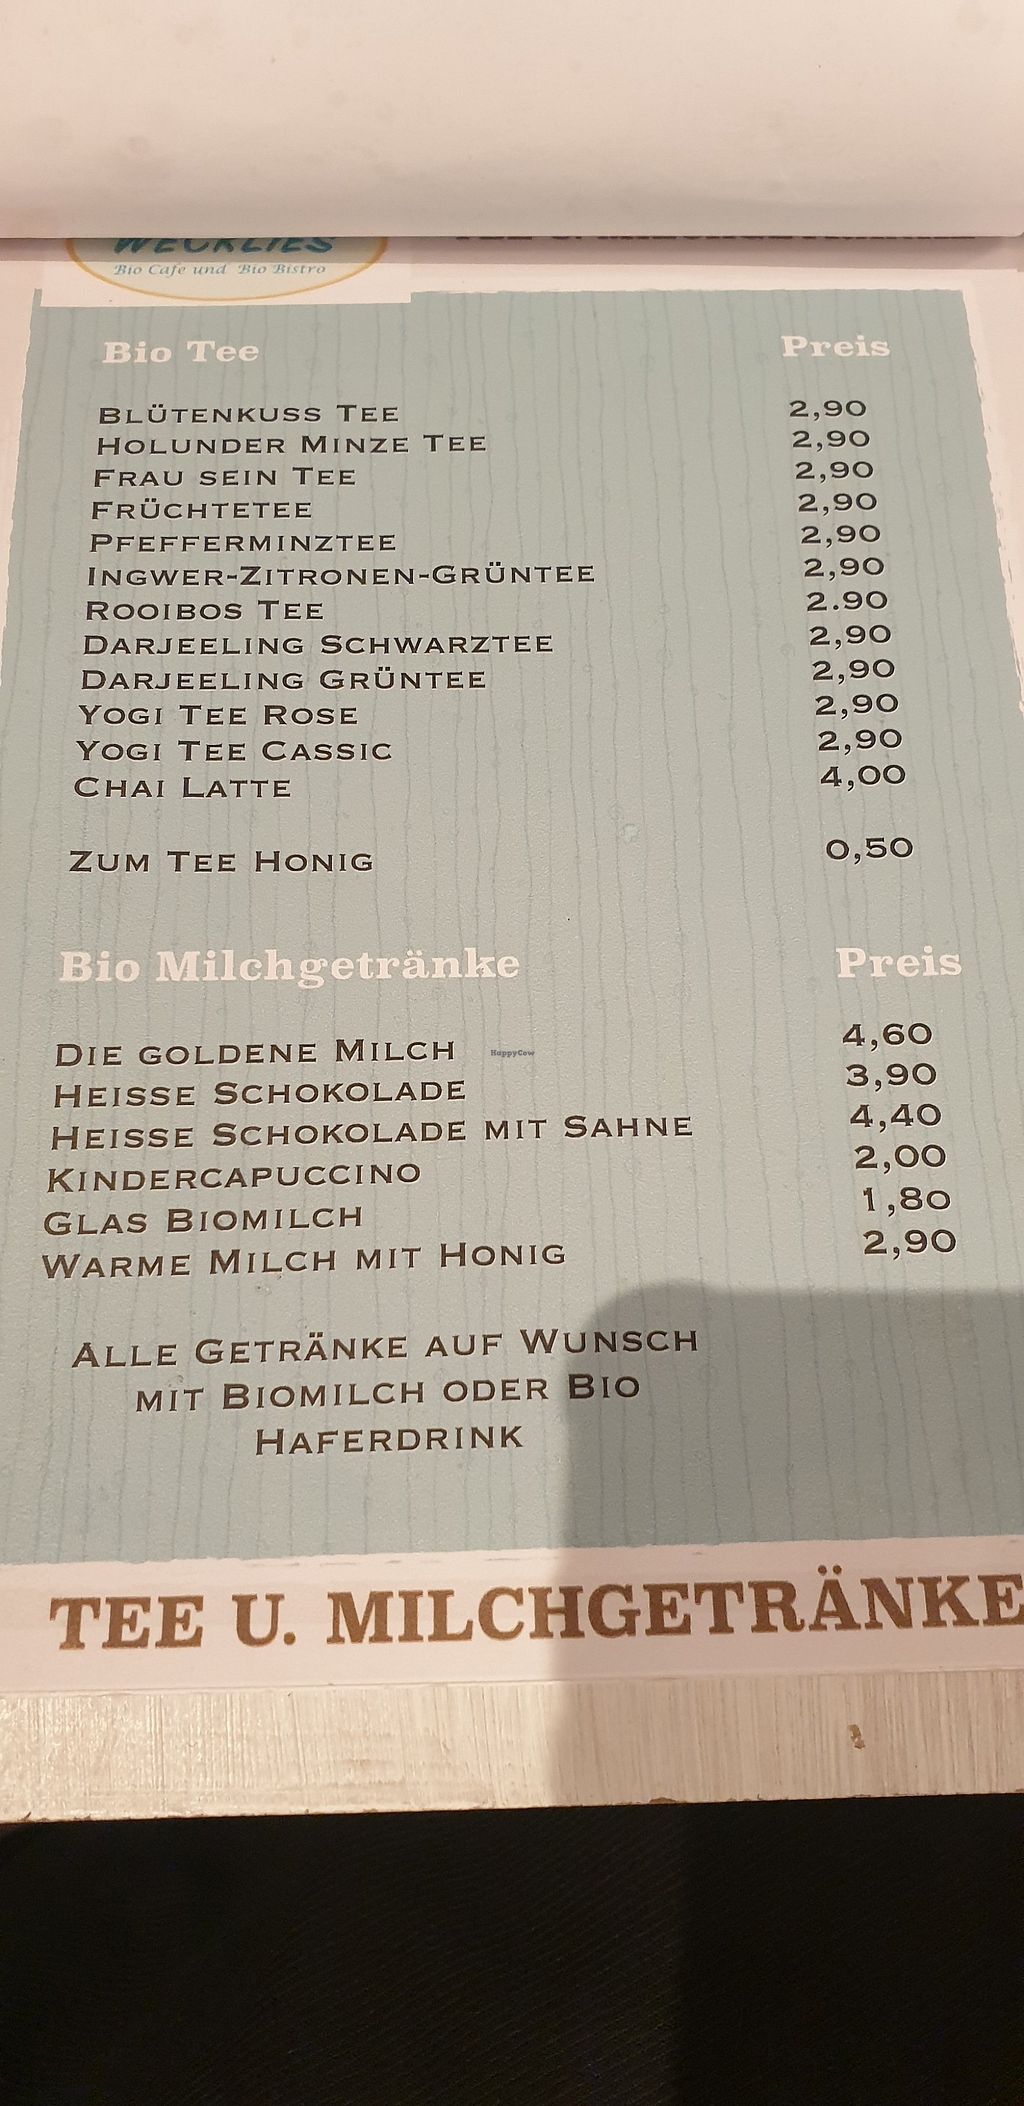 WECKLIES
Bio Cafe und Bio Bistro
Bio Tee Preis
BLÜTENKUSS TEE 2,90
HOLUNDER MINZE TEE 2,90
FRAU SEIN TEE 2,90
FRÜCHTETEE 2,90
PFEFFERMINZTEE 2,90
INGWER-ZITRONEN-GRÜNTEE 2,90
ROOIBOS TEE 2.90
DARJEELING SCHWARZTEE 2,90
DARJEELING GRÜNTEE 2,90
YOGI TEE ROSE 2,90
YOGI TEE CASSIC 2,90
CHAI LATTE 4,00
ZUM TEE HONIG 0,50
Bio Milchgetränke Preis
DIE GOLDENE MILCH 4,60
HEISSE SCHOKOLADE 3,90
HEISSE SCHOKOLADE MIT SAHNE 4,40
KINDERCAPUCCINO 2,00
GLAS BIOMILCH 1,80
WARME MILCH MIT HONIG 2,90
HappyCow
ALLE GETRÄNKE AUF WUNSCH
MIT BIOMILCH ODER BIO
HAFERDRINK
TEE U. MILCHGETRÄNKE